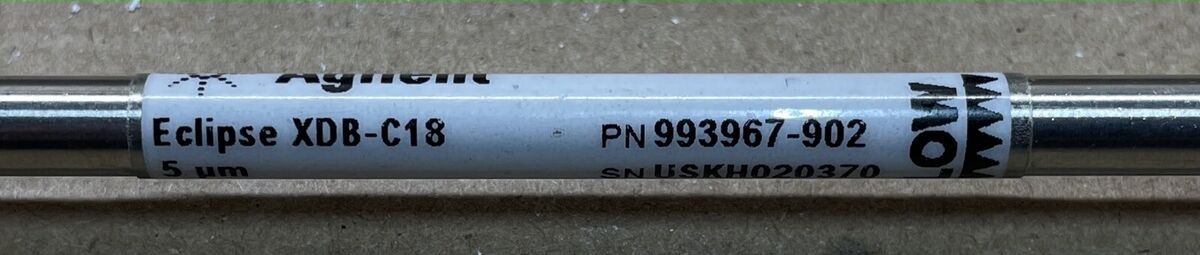 Agilent
Eclipse XDB-C18
5 µm
PN 993967-902
SN USKH020370